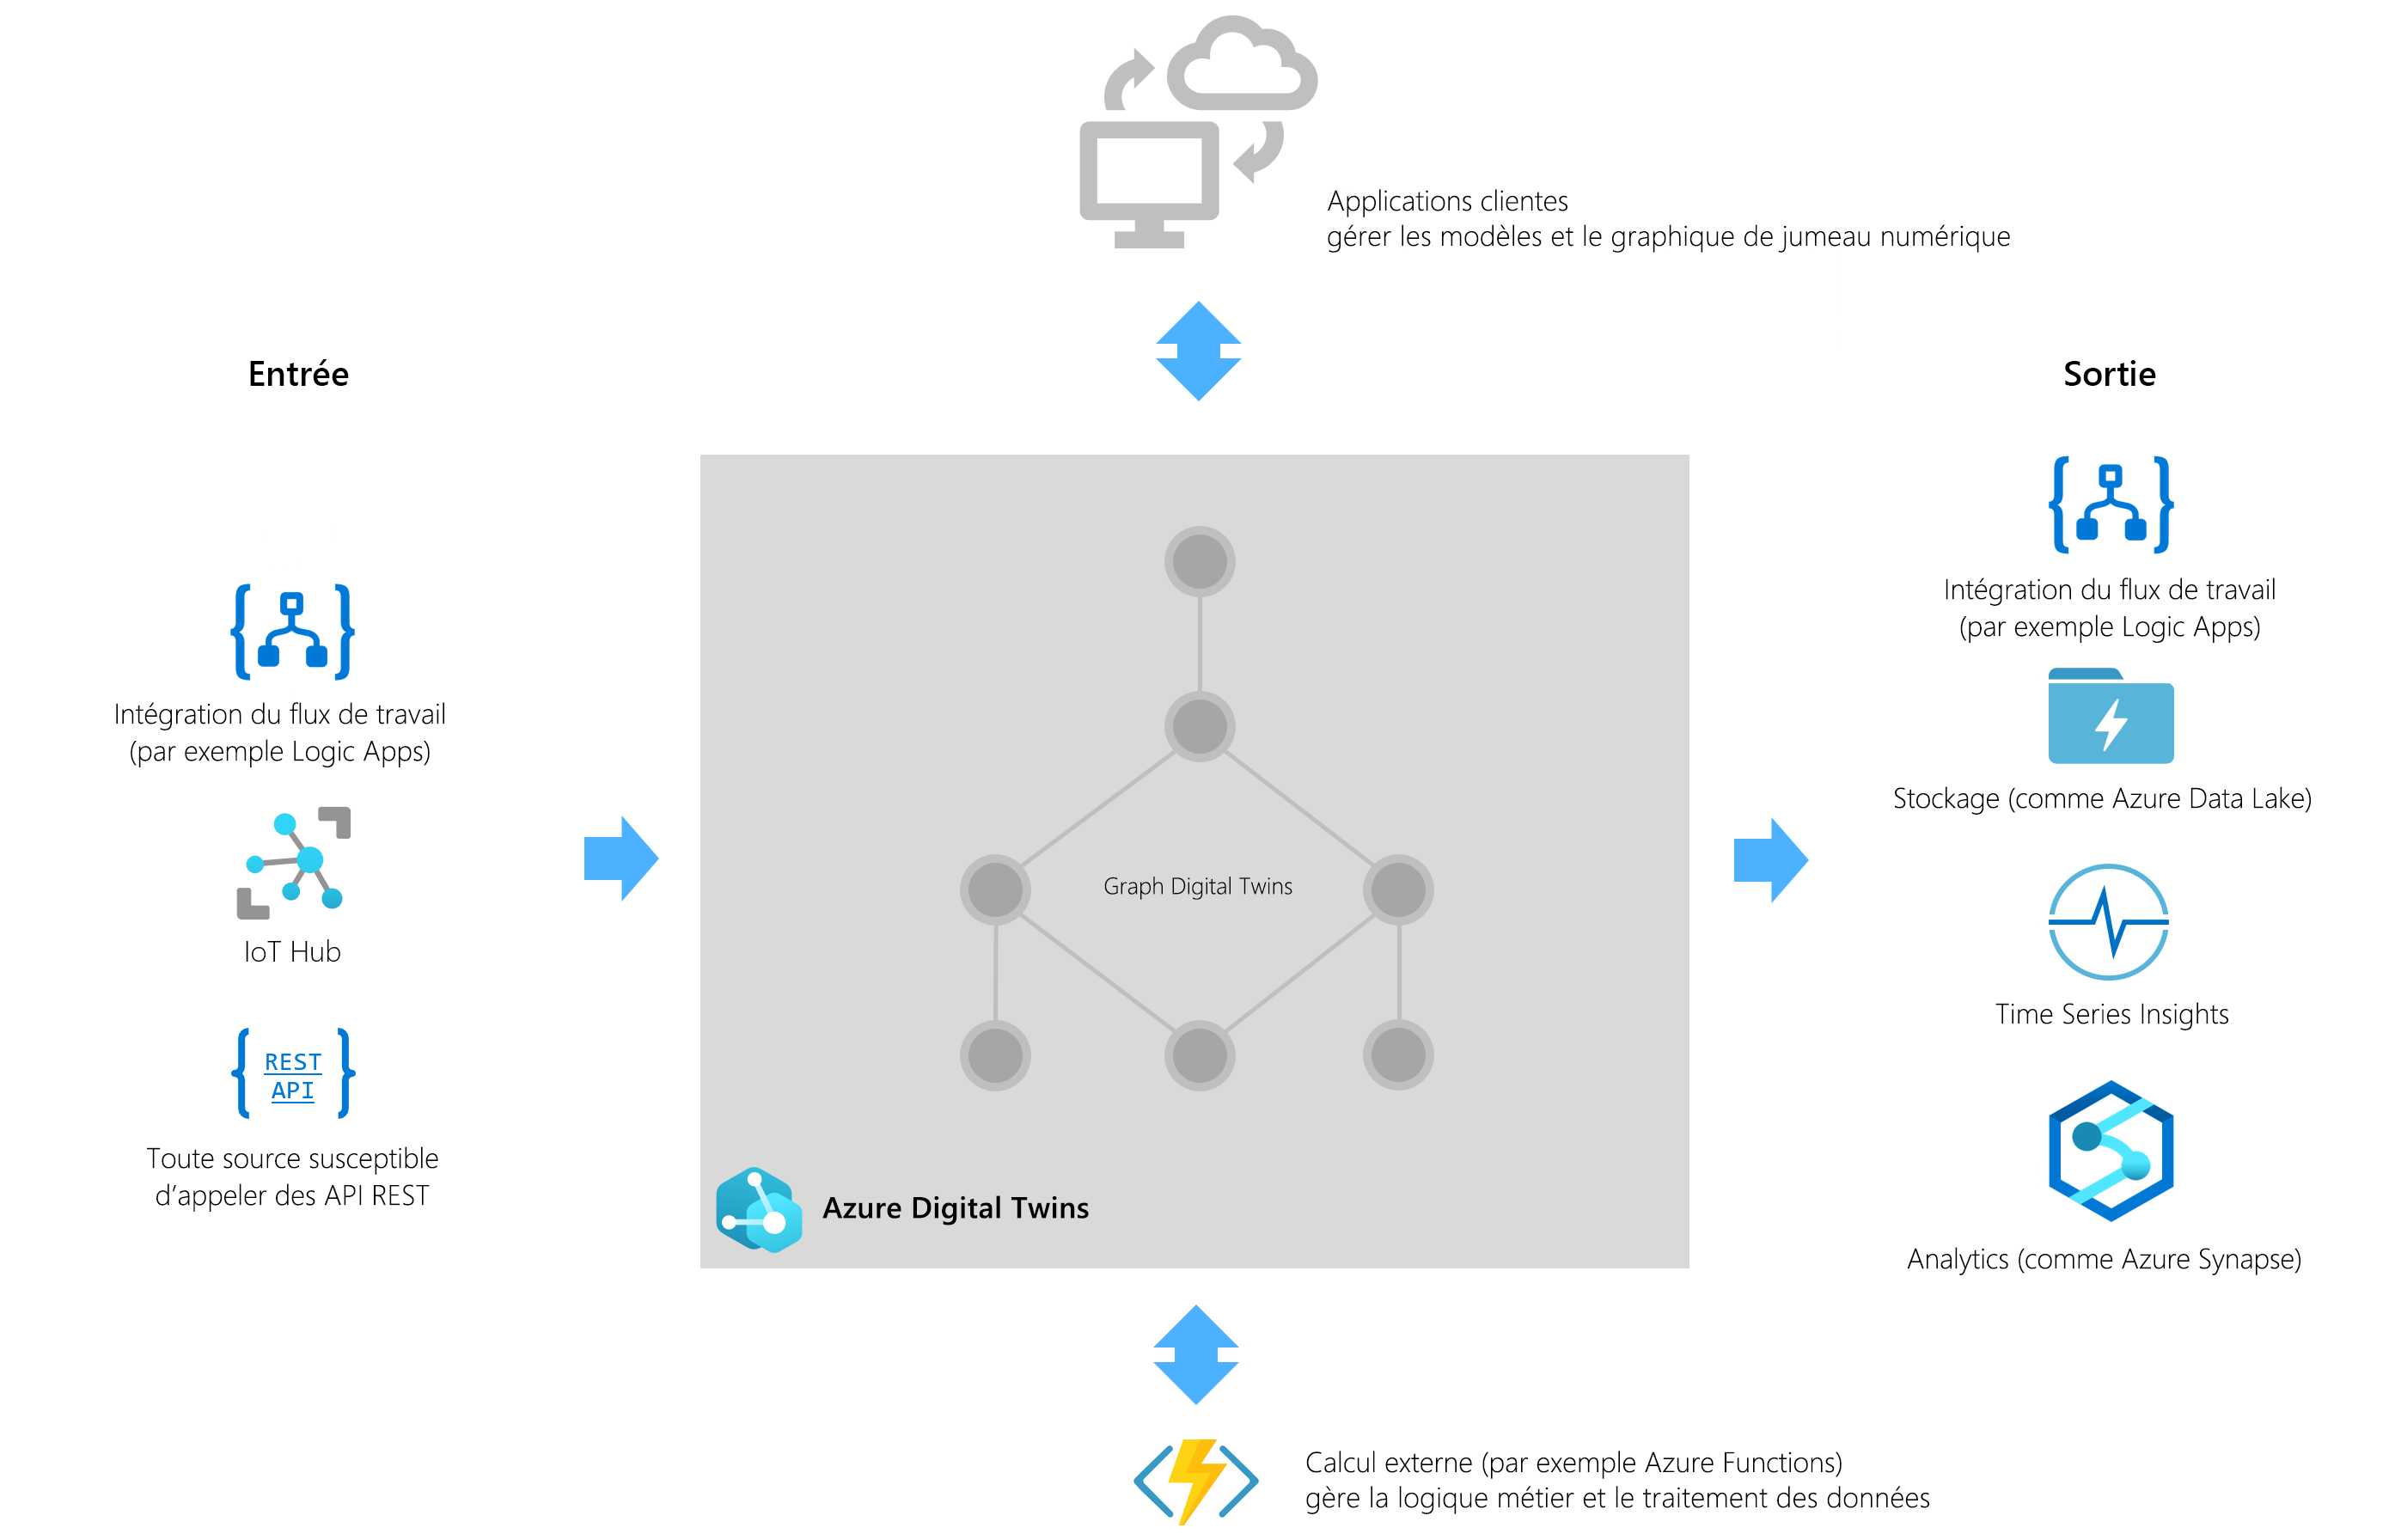 Applications clientes
gérer les modèles et le graphique de jumeau numérique
Entrée
Intégration du flux de travail
(par exemple Logic Apps)
IoT Hub
REST
API
Toute source susceptible
d’appeler des API REST
Graph Digital Twins
Azure Digital Twins
Sortie
Intégration du flux de travail
(par exemple Logic Apps)
Stockage (comme Azure Data Lake)
Time Series Insights
Analytics (comme Azure Synapse)
Calcul externe (par exemple Azure Functions)
gère la logique métier et le traitement des données